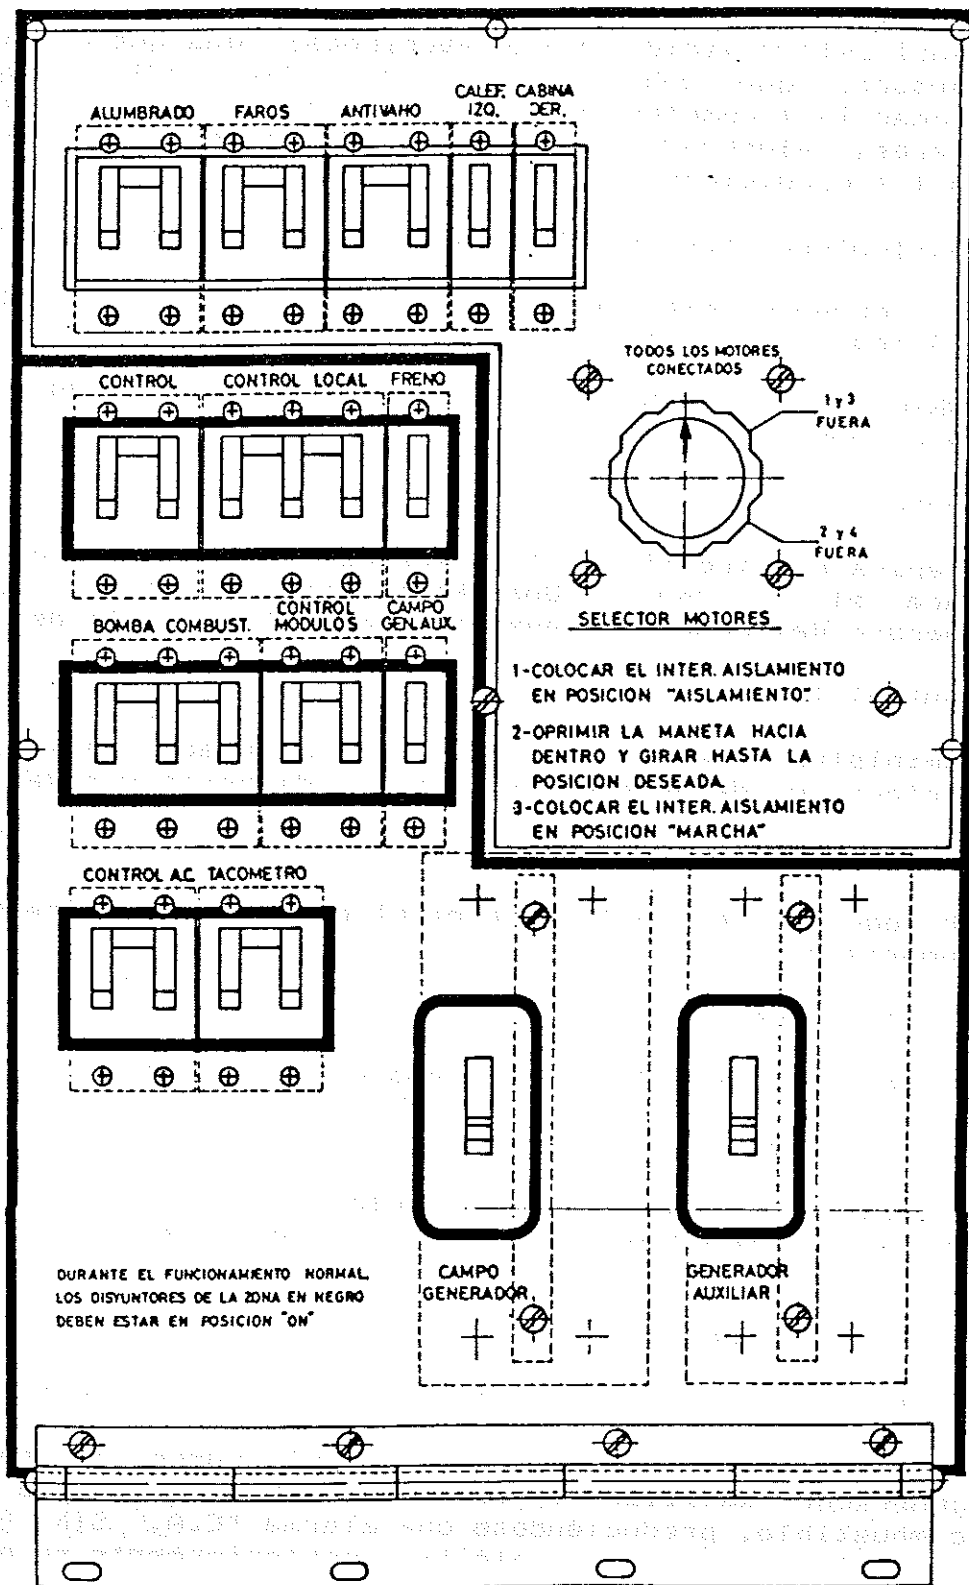 ALUMBRADO FAROS ANTIVAHO CALEF. CABINA
IZQ. DER.
TODOS LOS MOTORES
CONECTADOS
1 y 3
FUERA
2 y 4
FUERA
SELECTOR MOTORES
1-COLOCAR EL INTER. AISLAMIENTO
EN POSICION "AISLAMIENTO".
2-OPRIMIR LA MANETA HACIA
DENTRO Y GIRAR HASTA LA
POSICION DESEADA.
3-COLOCAR EL INTER. AISLAMIENTO
EN POSICION "MARCHA"
CONTROL CONTROL LOCAL FRENO
BOMBA COMBUST. CONTROL
MODULOS CAMPO
GEN.AUX.
CONTROL A.C. TACOMETRO
CAMPO
GENERADOR
GENERADOR
AUXILIAR
DURANTE EL FUNCIONAMIENTO NORMAL,
LOS DISYUNTORES DE LA ZONA EN NEGRO
DEBEN ESTAR EN POSICION "ON"